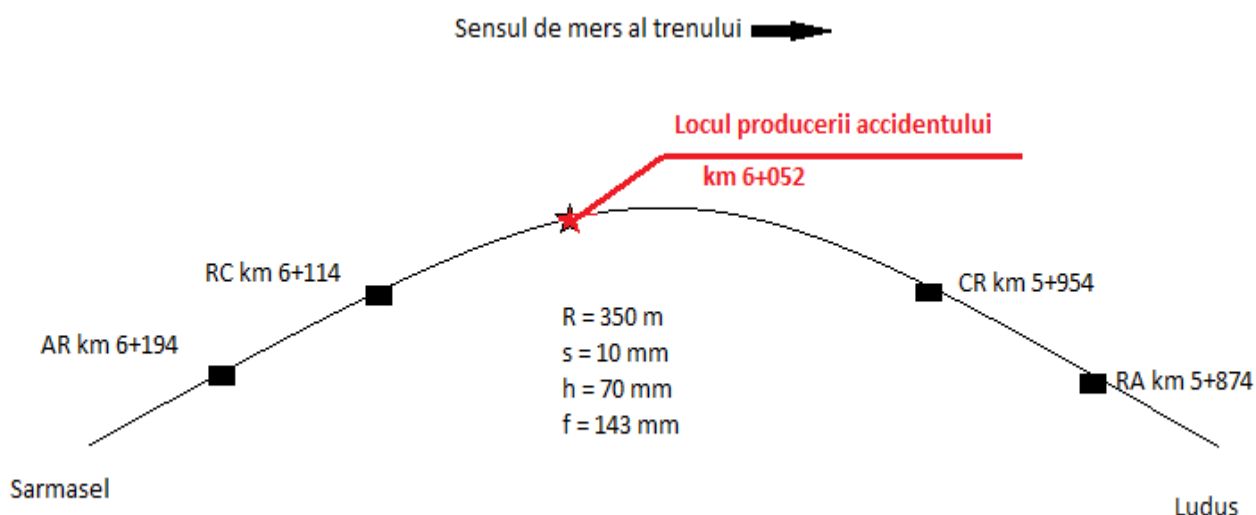 Sensul de mers al trenului
Locul producerii accidentului
km 6+052
RC km 6+114
CR km 5+954
R = 350 m
AR km 6+194
s = 10 mm
h = 70 mm
RA km 5+874
f = 143 mm
Sarmasel
Ludus